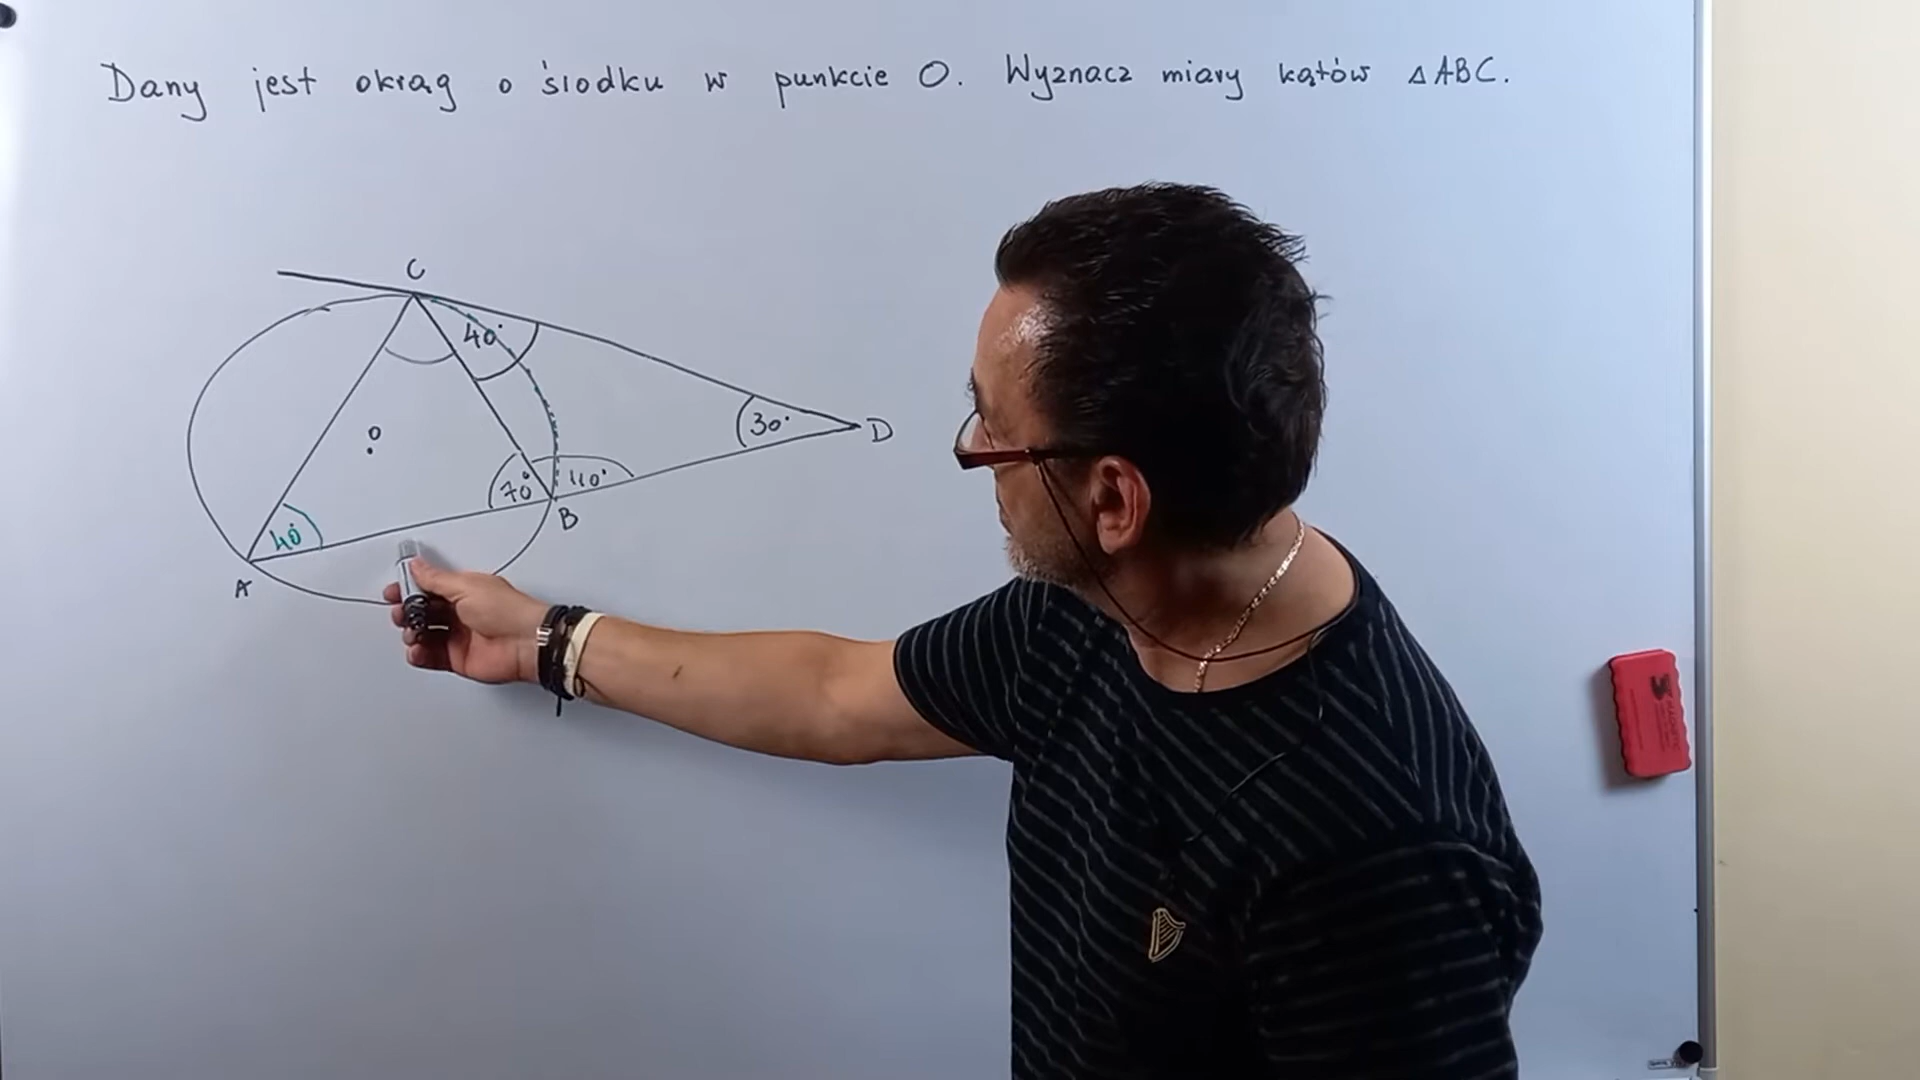 Dany jest okrąg o środku w punkcie O. Wyznacz miary kątów △ABC.
C
40°
O
30°
D
70°
110°
B
40°
A